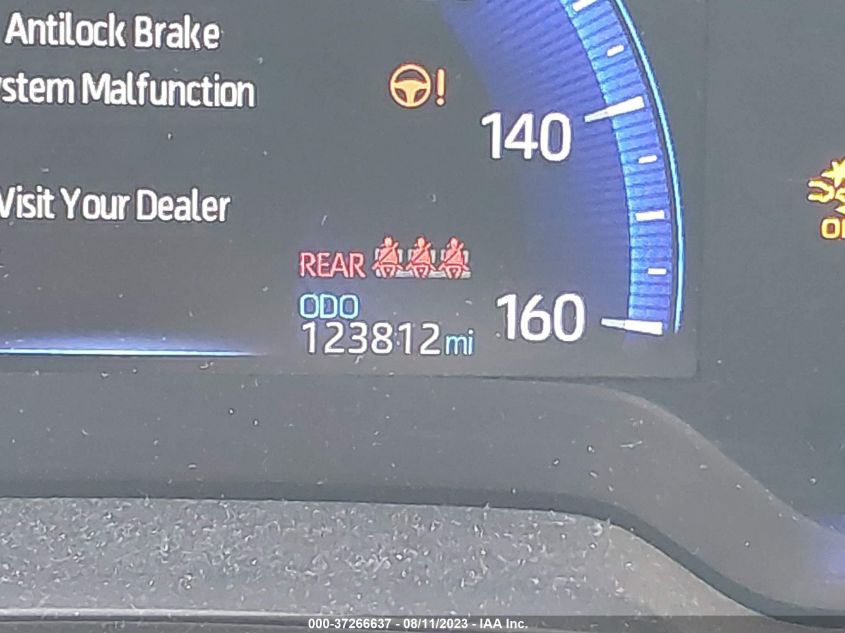 Antilock Brake
ystem Malfunction
Visit Your Dealer
140
REAR
ODO
123812mi
160
000-37266637 - 08/11/2023 - IAA Inc.